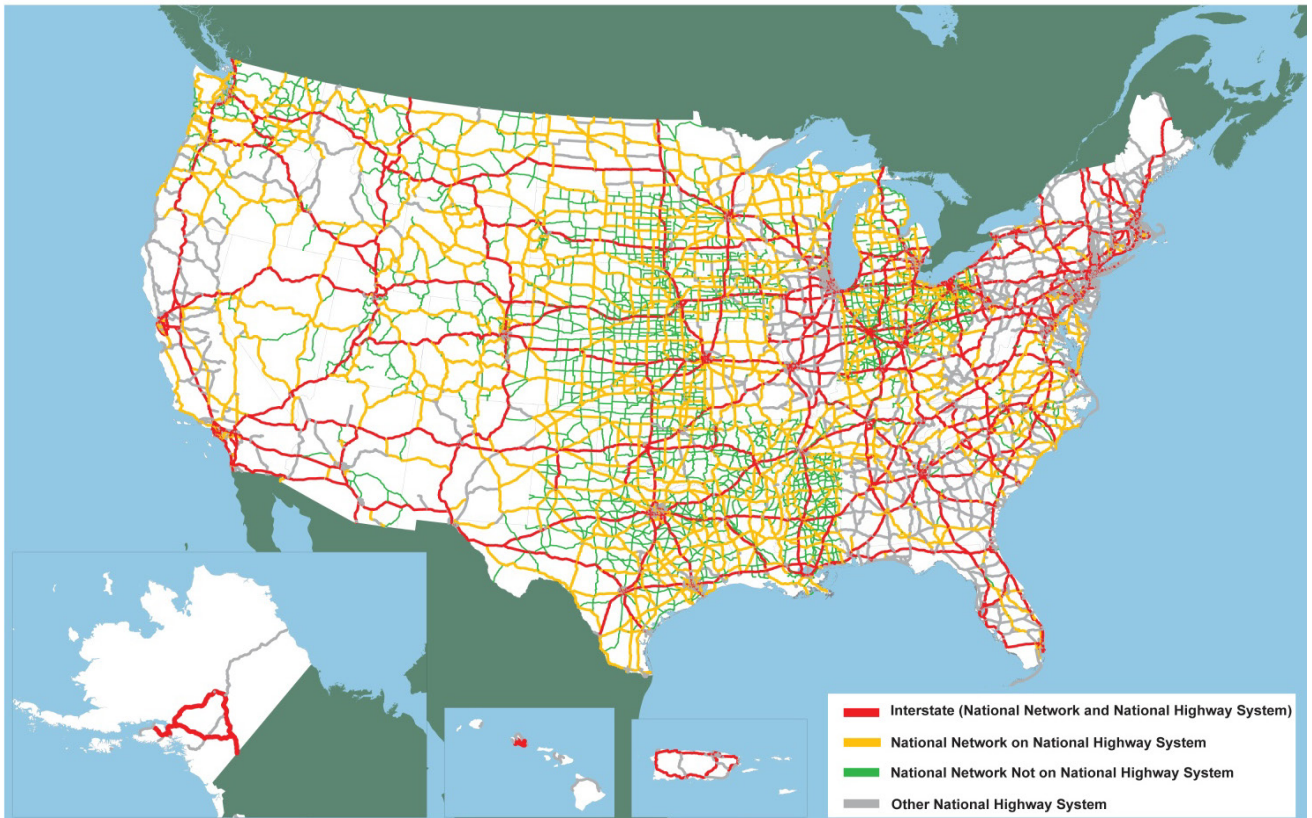 Interstate (National Network and National Highway System)
National Network on National Highway System
National Network Not on National Highway System
Other National Highway System